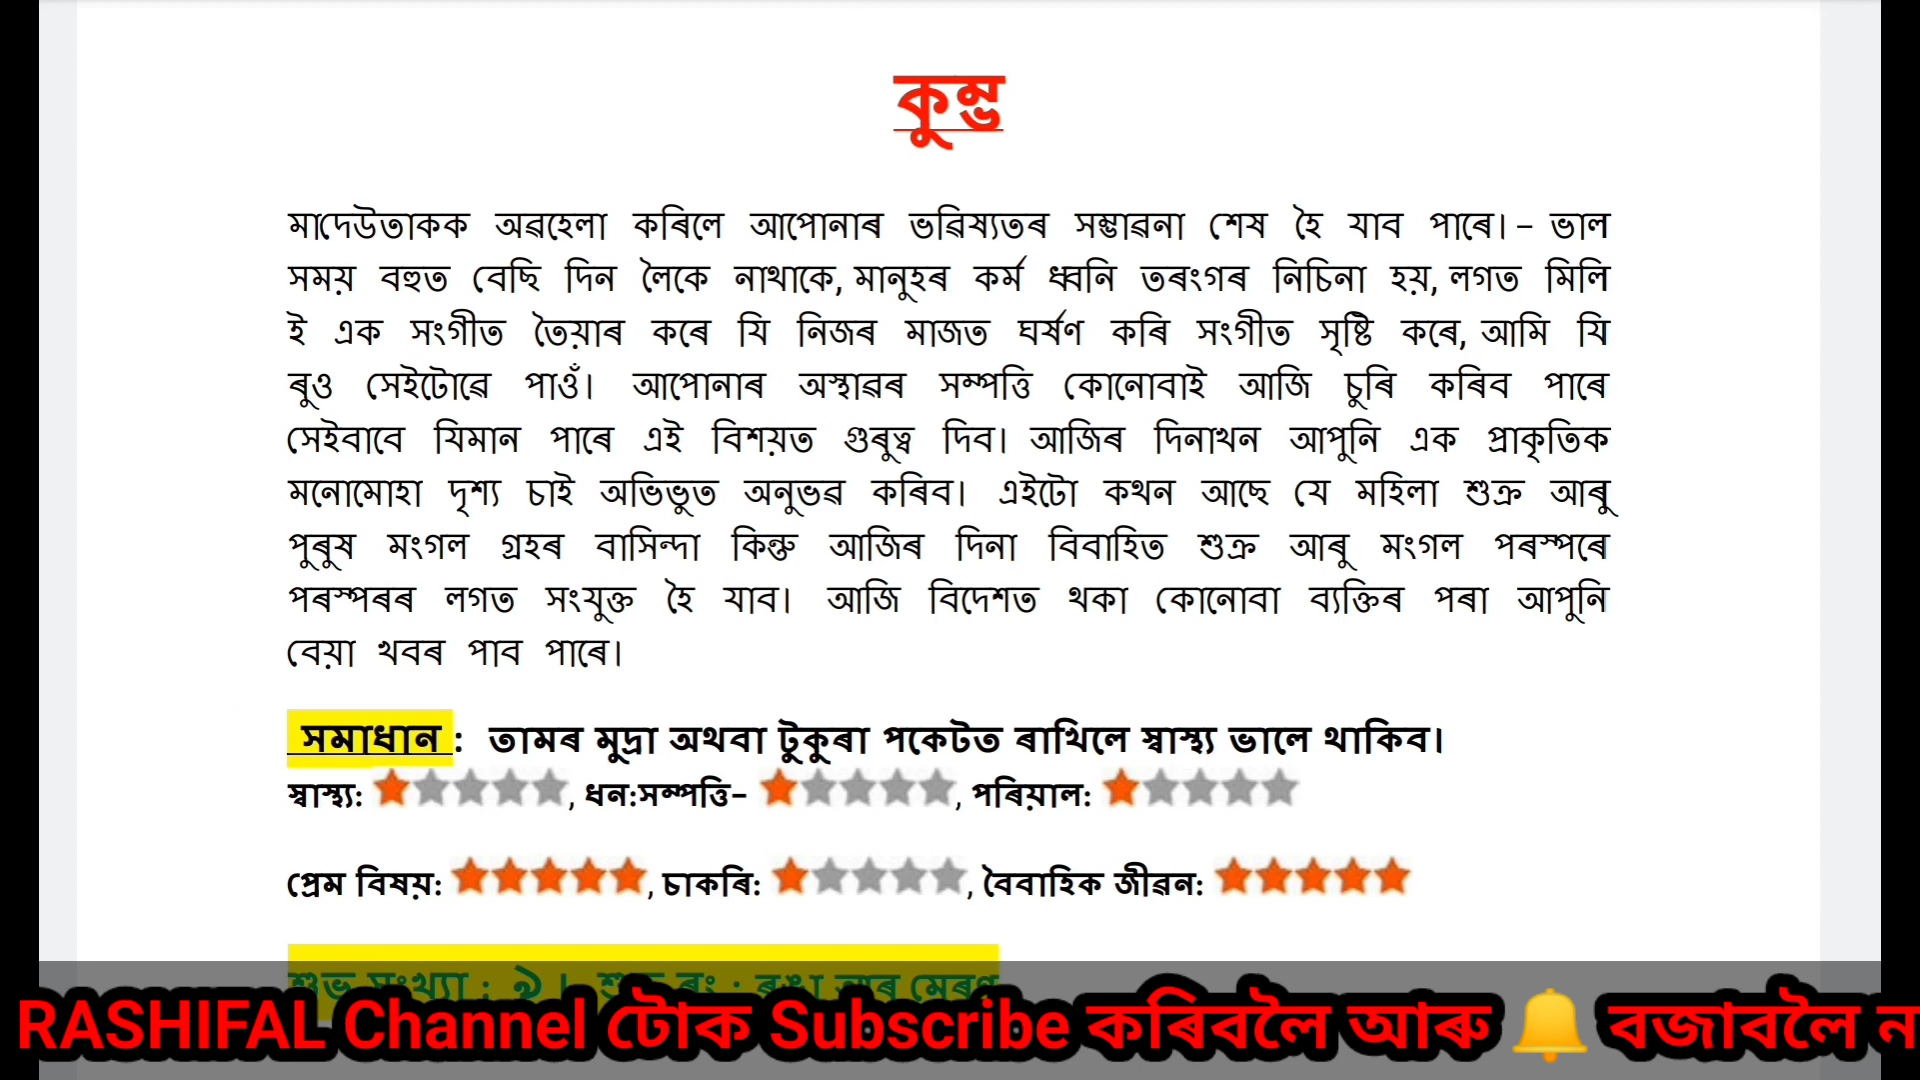 কুম্ভ
মাদেউতাকক অৱহেলা কৰিলে আপোনাৰ ভৱিষ্যতৰ সম্ভাৱনা শেষ হৈ যাব পাৰে। – ভাল
সময় বহুত বেছি দিন লৈকে নাথাকে, মানুহৰ কৰ্ম ধ্বনি তৰংগৰ নিচিনা হয়, লগত মিলি
ই এক সংগীত তৈয়াৰ কৰে যি নিজৰ মাজত ঘৰ্ষণ কৰি সংগীত সৃষ্টি কৰে, আমি যি
ৰুও সেইটোৱে পাওঁ। আপোনাৰ অস্থাৱৰ সম্পত্তি কোনোবাই আজি চুৰি কৰিব পাৰে
সেইবাবে যিমান পাৰে এই বিশয়ত গুৰুত্ব দিব। আজিৰ দিনাখন আপুনি এক প্ৰাকৃতিক
মনোমোহা দৃশ্য চাই অভিভুত অনুভৱ কৰিব। এইটো কথন আছে যে মহিলা শুক্ৰ আৰু
পুৰুষ মংগল গ্ৰহৰ বাসিন্দা কিন্তু আজিৰ দিনা বিবাহিত শুক্ৰ আৰু মংগল পৰস্পৰে
পৰস্পৰৰ লগত সংযুক্ত হৈ যাব। আজি বিদেশত থকা কোনোবা ব্যক্তিৰ পৰা আপুনি
বেয়া খবৰ পাব পাৰে।
সমাধান : তামৰ মুদ্ৰা অথবা টুকুৰা পকেটত ৰাখিলে স্বাস্থ্য ভালে থাকিব।
স্বাস্থ্য: , ধন:সম্পত্তি– , পৰিয়াল:
প্ৰেম বিষয়: , চাকৰি: , বৈবাহিক জীৱন:
শুভ সংখ্যা : ৯। শুভ ৰং : ৰঙা আৰু মেৰুণ
RASHIFAL Channel টোক Subscribe কৰিবলৈ আৰু 🔔 বজাবলৈ ন